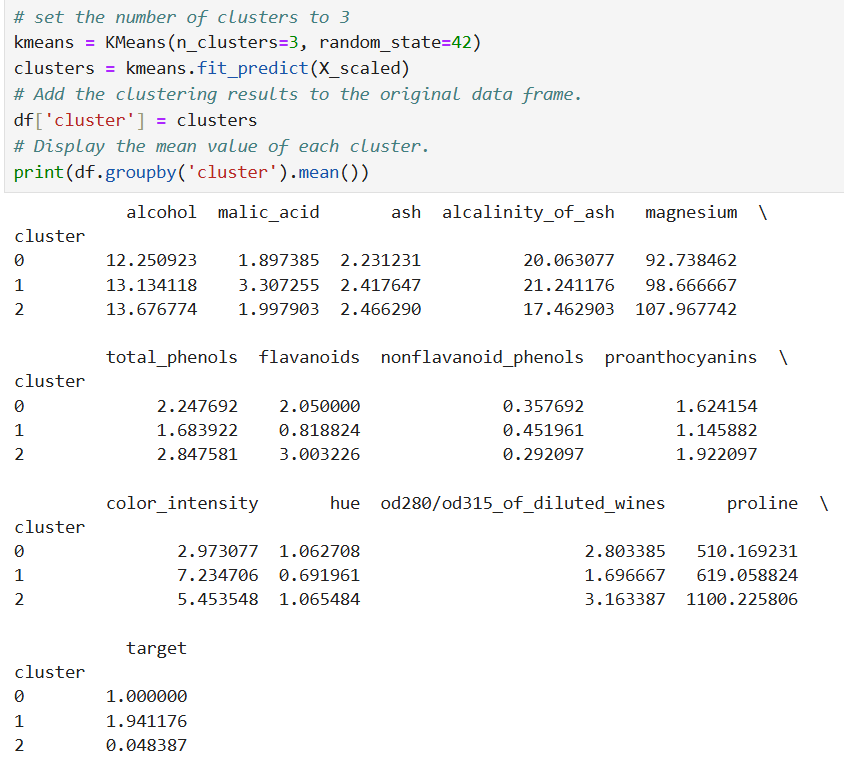 # set the number of clusters to 3
kmeans = KMeans(n_clusters=3, random_state=42)
clusters = kmeans.fit_predict(X_scaled)
# Add the clustering results to the original data frame.
df['cluster'] = clusters
# Display the mean value of each cluster.
print(df.groupby('cluster').mean())
alcohol malic_acid ash alcalinity_of_ash magnesium \
cluster
0 12.250923 1.897385 2.231231 20.063077 92.738462
1 13.134118 3.307255 2.417647 21.241176 98.666667
2 13.676774 1.997903 2.466290 17.462903 107.967742
total_phenols flavanoids nonflavanoid_phenols proanthocyanins \
cluster
0 2.247692 2.050000 0.357692 1.624154
1 1.683922 0.818824 0.451961 1.145882
2 2.847581 3.003226 0.292097 1.922097
color_intensity hue od280/od315_of_diluted_wines proline \
cluster
0 2.973077 1.062708 2.803385 510.169231
1 7.234706 0.691961 1.696667 619.058824
2 5.453548 1.065484 3.163387 1100.225806
target
cluster
0 1.000000
1 1.941176
2 0.048387